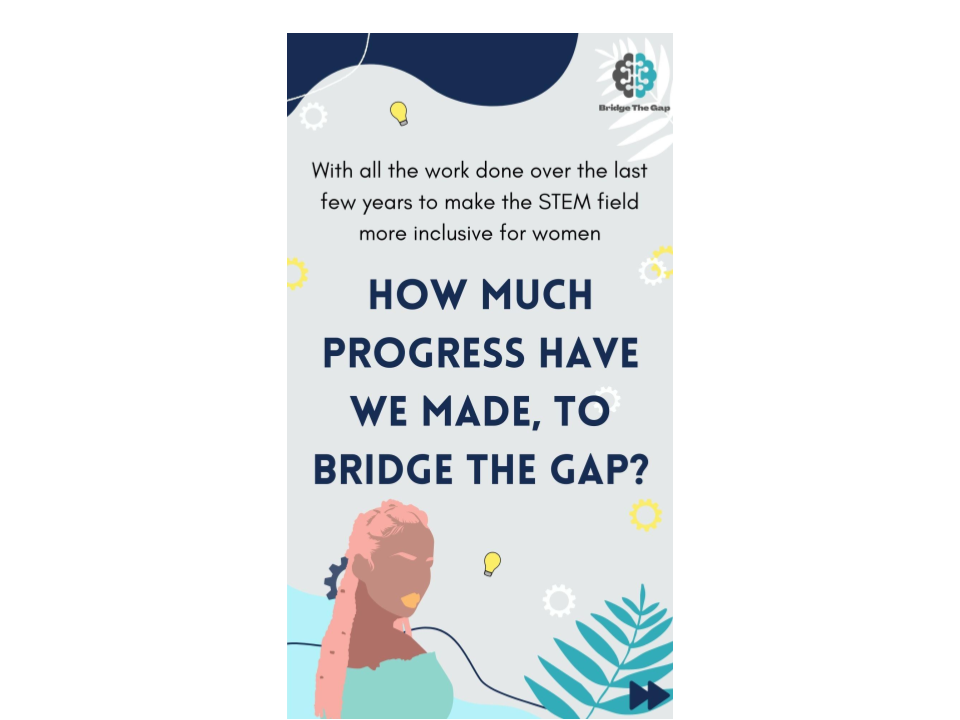 Bridge The Gap
With all the work done over the last
few years to make the STEM field
more inclusive for women
HOW MUCH
PROGRESS HAVE
WE MADE, TO
BRIDGE THE GAP?